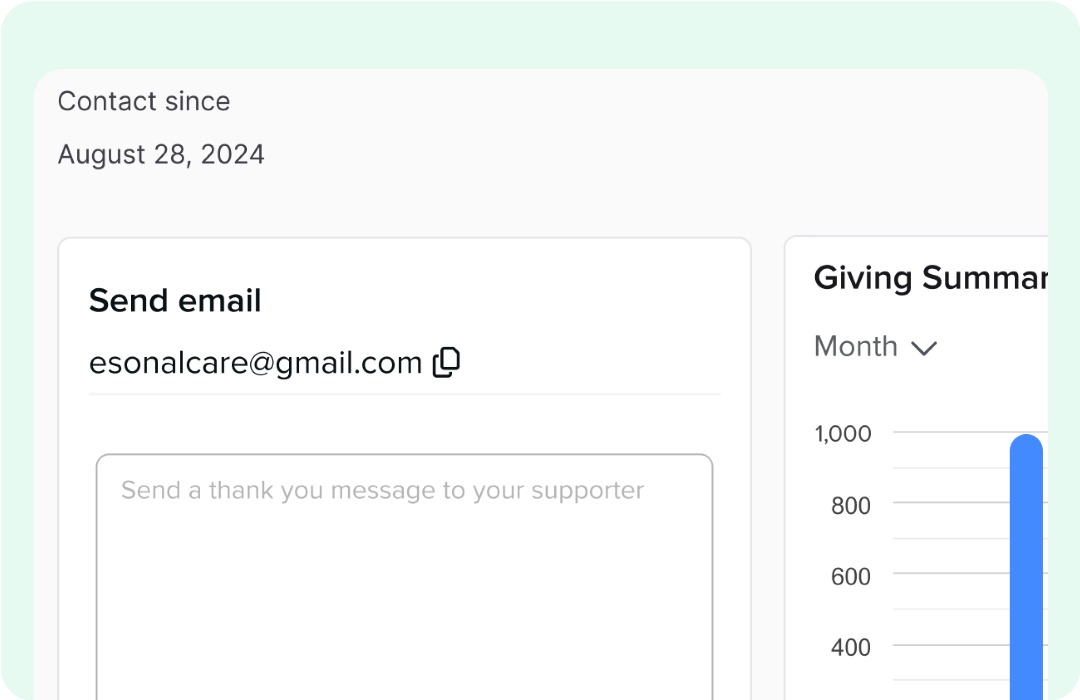 Contact since
August 28, 2024
Send email
esonalcare@gmail.com
Send a thank you message to your supporter
Giving Summar
Month
1,000
800
600
400